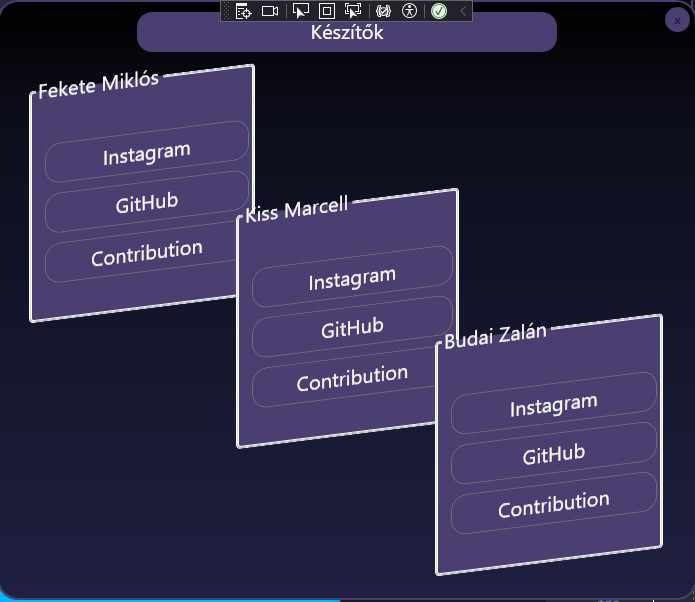 Készítők
x
Fekete Miklós
Instagram
GitHub
Contribution
Kiss Marcell
Instagram
GitHub
Contribution
Budai Zalán
Instagram
GitHub
Contribution